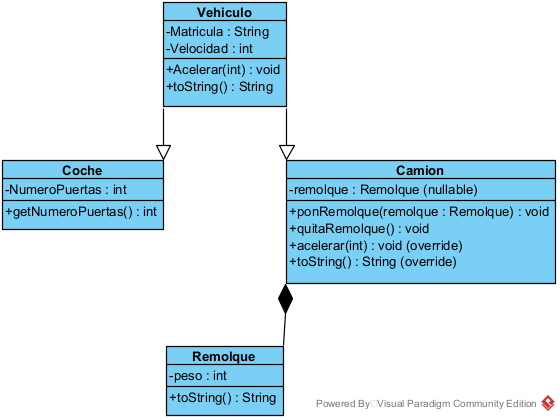 Vehiculo
-Matricula : String
-Velocidad : int
+Acelerar(int) : void
+toString() : String
Coche
-NumeroPuertas : int
+getNumeroPuertas() : int
Camion
-remolque : Remolque (nullable)
+ponRemolque(remolque : Remolque) : void
+quitaRemolque() : void
+acelerar(int) : void (override)
+toString() : String (override)
Remolque
-peso : int
+toString() : String
Powered By Visual Paradigm Community Edition